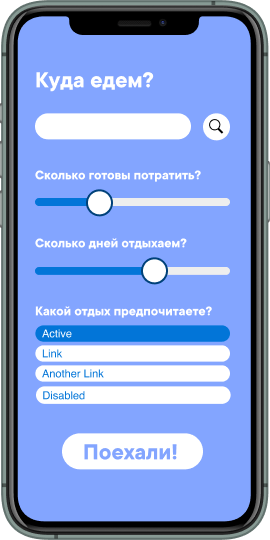 Куда едем?
Сколько готовы потратить?
Сколько дней отдыхаем?
Какой отдых предпочитаете?
Active
Link
Another Link
Disabled
Поехали!